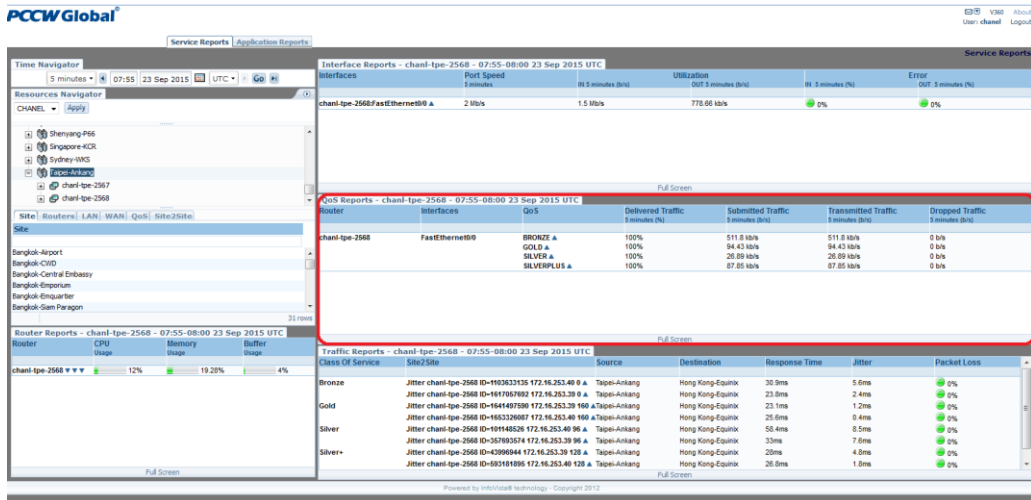 PCCW Global®
V360 About
User: chanel Logout
Service Reports Application Reports
Service Reports
Time Navigator
5 minutes 07:55 23 Sep 2015 UTC Go
Resources Navigator
CHANEL Apply
Shenyang-P66
Singapore-KCR
Sydney-WKS
Taipei-Ankang
chanl-tpe-2567
chanl-tpe-2568
Site Routers LAN WAN QoS Site2Site
Site
Bangkok-Airport
Bangkok-CWD
Bangkok-Central Embassy
Bangkok-Emporium
Bangkok-Emquartier
Bangkok-Siam Paragon
31 rows
Router Reports - chanl-tpe-2568 - 07:55-08:00 23 Sep 2015 UTC
Router CPU Memory Buffer
Usage Usage Usage
chanl-tpe-2568 ▼▼▼ 12% 19.28% 4%
Full Screen
Interface Reports - chanl-tpe-2568 - 07:55-08:00 23 Sep 2015 UTC
Interfaces Port Speed Utilization Error
5 minutes IN 5 minutes (b/s) OUT 5 minutes (b/s) IN 5 minutes (%) OUT 5 minutes (%)
chanl-tpe-2568:FastEthernet0/0 ▲ 2 Mb/s 1.5 Mb/s 778.66 kb/s 0% 0%
Full Screen
QoS Reports - chanl-tpe-2568 - 07:55-08:00 23 Sep 2015 UTC
Router Interfaces QoS Delivered Traffic Submitted Traffic Transmitted Traffic Dropped Traffic
5 minutes (%) 5 minutes (b/s) 5 minutes (b/s) 5 minutes (b/s)
chanl-tpe-2568 FastEthernet0/0 BRONZE ▲ 100% 511.8 kb/s 511.8 kb/s 0 b/s
GOLD ▲ 100% 94.43 kb/s 94.43 kb/s 0 b/s
SILVER ▲ 100% 26.89 kb/s 26.89 kb/s 0 b/s
SILVERPLUS ▲ 100% 87.85 kb/s 87.85 kb/s 0 b/s
Full Screen
Traffic Reports - chanl-tpe-2568 - 07:55-08:00 23 Sep 2015 UTC
Class Of Service Site2Site Source Destination Response Time Jitter Packet Loss
Bronze Jitter chanl-tpe-2568 ID=1103633135 172.16.253.40 0 ▲ Taipei-Ankang Hong Kong-Equinix 30.9ms 5.6ms 0%
Jitter chanl-tpe-2568 ID=1617057692 172.16.253.39 0 ▲ Taipei-Ankang Hong Kong-Equinix 23.8ms 2.4ms 0%
Gold Jitter chanl-tpe-2568 ID=1641497590 172.16.253.39 160 ▲ Taipei-Ankang Hong Kong-Equinix 23.1ms 1.2ms 0%
Jitter chanl-tpe-2568 ID=1653326087 172.16.253.40 160 ▲ Taipei-Ankang Hong Kong-Equinix 25.6ms 0.4ms 0%
Silver Jitter chanl-tpe-2568 ID=101148526 172.16.253.40 96 ▲ Taipei-Ankang Hong Kong-Equinix 58.4ms 8.5ms 0%
Jitter chanl-tpe-2568 ID=357693574 172.16.253.39 96 ▲ Taipei-Ankang Hong Kong-Equinix 33ms 7.6ms 0%
Silver+ Jitter chanl-tpe-2568 ID=43996944 172.16.253.39 128 ▲ Taipei-Ankang Hong Kong-Equinix 28ms 4.8ms 0%
Jitter chanl-tpe-2568 ID=593181895 172.16.253.40 128 ▲ Taipei-Ankang Hong Kong-Equinix 26.8ms 1.8ms 0%
Full Screen
Powered by InfoVista® technology - Copyright 2012